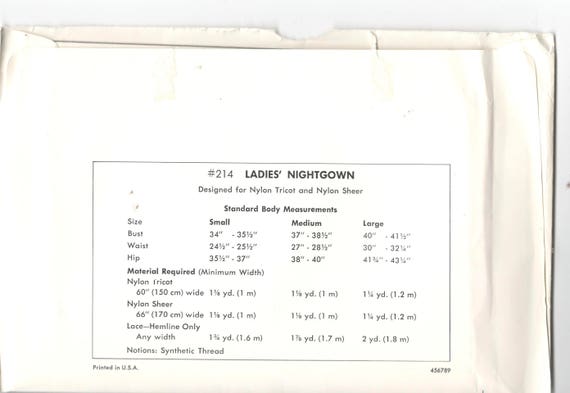 #214 LADIES' NIGHTGOWN
Designed for Nylon Tricot and Nylon Sheer
Standard Body Measurements
Size Small Medium Large
Bust 34" - 35½" 37" - 38½" 40" - 41½"
Waist 24½" - 25½" 27" - 28½" 30" - 32¼"
Hip 35½" - 37" 38" - 40" 41¾" - 43¼"
Material Required (Minimum Width)
Nylon Tricot
60" (150 cm) wide 1⅛ yd. (1 m) 1⅛ yd. (1 m) 1¼ yd. (1.2 m)
Nylon Sheer
66" (170 cm) wide 1⅛ yd. (1 m) 1⅛ yd. (1 m) 1¼ yd. (1.2 m)
Lace—Hemline Only
Any width 1¾ yd. (1.6 m) 1⅞ yd. (1.7 m) 2 yd. (1.8 m)
Notions: Synthetic Thread
Printed in U.S.A. 456789